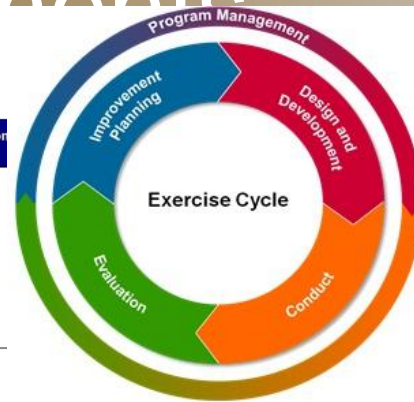 Program Management
Improvement
Planning
Design and
Development
Exercise Cycle
Evaluation
Conduct